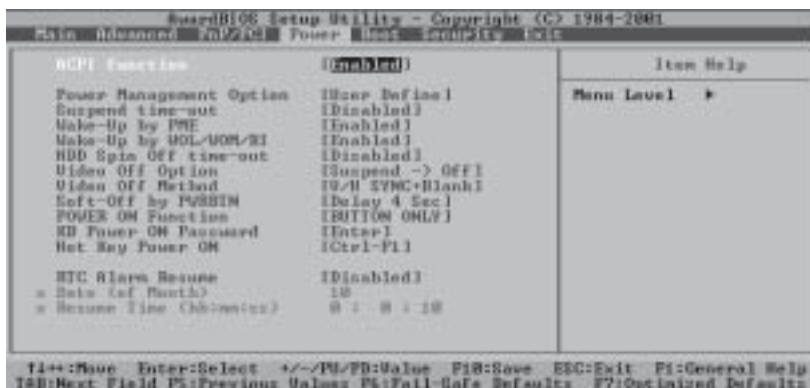 AwardBIOS Setup Utility - Copyright (C) 1984-2001
Main Advanced PnP/PCI Power Boot Security Exit
ACPI function [Enabled] Item Help
Power Management Option [User Define] Menu Level ▶
Suspend time-out [Disabled]
Wake-Up by PME [Enabled]
Wake-Up by WOL/WOM/RI [Enabled]
HDD Spin Off time-out [Disabled]
Video Off Option [Suspend -> Off]
Video Off Method [V/H SYNC+Blank]
Soft-Off by PWRBTN [Delay 4 Sec]
POWER ON Function [BUTTON ONLY]
KB Power ON Password [Enter]
Hot Key Power ON [Ctrl-F1]
RTC Alarm Resume [Disabled]
x Date (of Month) 10
x Resume Time (hh:mm:ss) 0 : 0 : 10
↑↓→←:Move Enter:Select +/-/PU/PD:Value F10:Save ESC:Exit F1:General Help
TAB:Next Field F5:Previous Values F6:Fail-Safe Defaults F7:Optimized Defaults